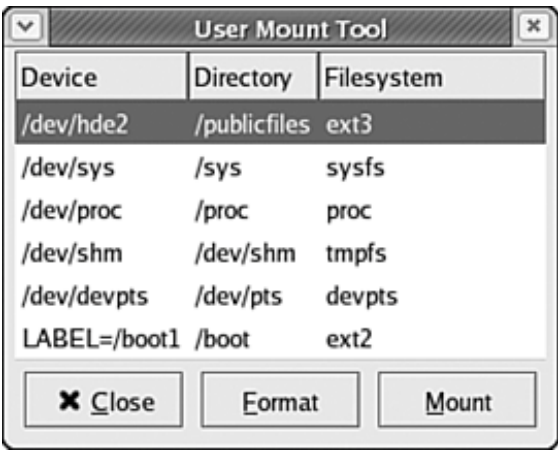 User Mount Tool
Device Directory Filesystem
/dev/hde2 /publicfiles ext3
/dev/sys /sys sysfs
/dev/proc /proc proc
/dev/shm /dev/shm tmpfs
/dev/devpts /dev/pts devpts
LABEL=/boot1 /boot ext2
Close Format Mount